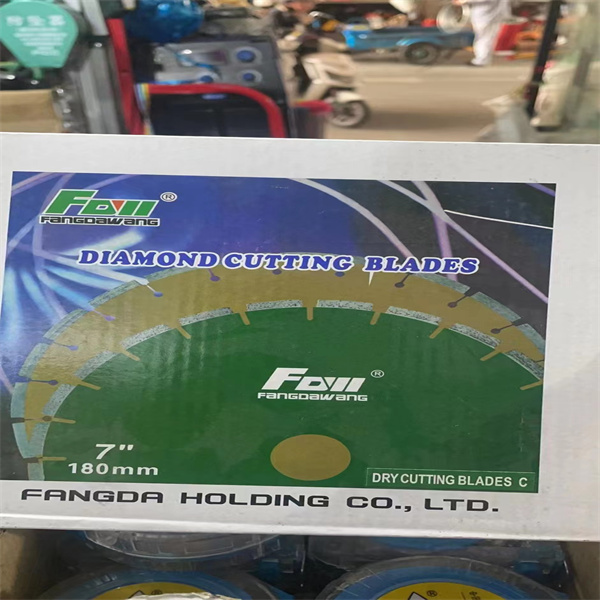 FDW®
FANGDAWANG
DIAMOND CUTTING BLADES
FDW®
FANGDAWANG
7"
180mm
DRY CUTTING BLADES C
FANGDA HOLDING CO., LTD.